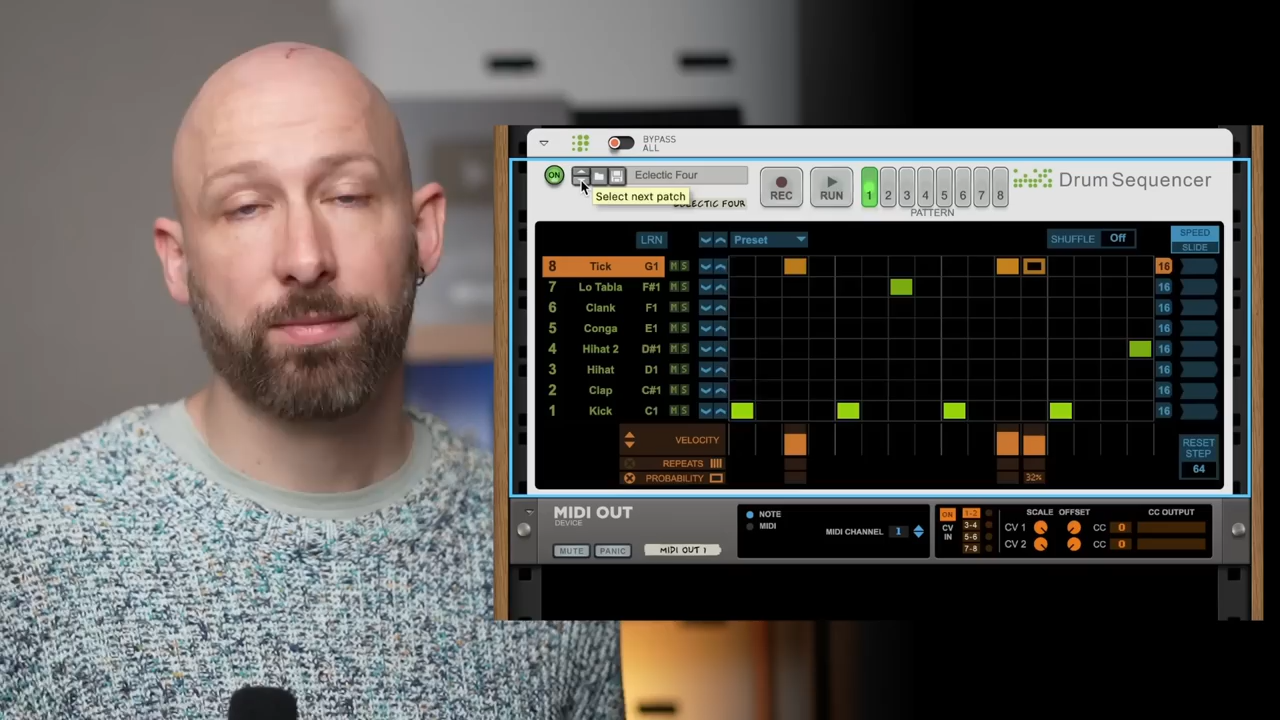 BYPASS
ALL
ON
Eclectic Four
Select next patch
ECLECTIC FOUR
REC
RUN
1 2 3 4 5 6 7 8
PATTERN
Drum Sequencer
LRN
Preset
SHUFFLE Off
SPEED
SLIDE
8 Tick G1 M S 16
7 Lo Tabla F#1 M S 16
6 Clank F1 M S 16
5 Conga E1 M S 16
4 Hihat 2 D#1 M S 16
3 Hihat D1 M S 16
2 Clap C#1 M S 16
1 Kick C1 M S 16
VELOCITY
REPEATS
PROBABILITY
32%
RESET
STEP
64
MIDI OUT
DEVICE
MUTE PANIC
MIDI OUT 1
NOTE
MIDI
MIDI CHANNEL 1
ON
CV
IN
1-2
3-4
5-6
7-8
SCALE OFFSET CC OUTPUT
CV 1 CC 0
CV 2 CC 0